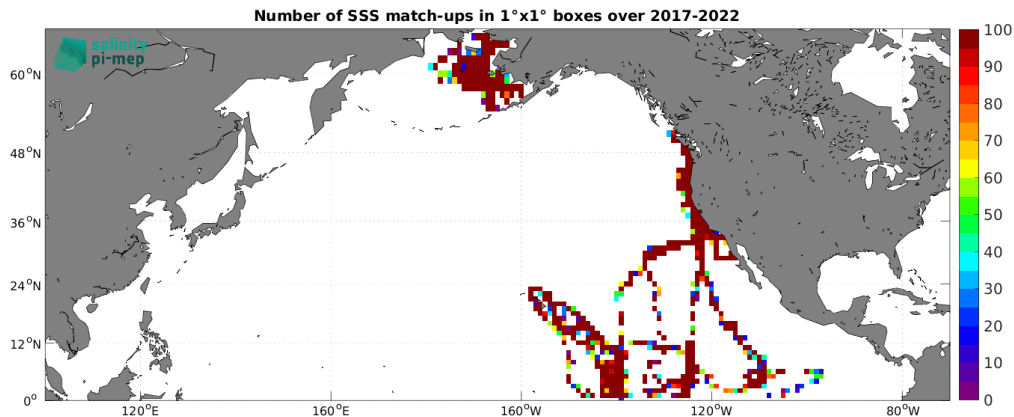 Number of SSS match-ups in 1°x1° boxes over 2017-2022
salinity
pi-mep
60°N
48°N
36°N
24°N
12°N
0°
120°E
160°E
160°W
120°W
80°W
100
90
80
70
60
50
40
30
20
10
0